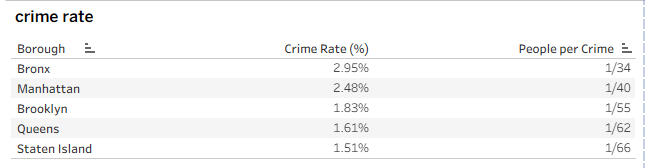 crime rate
Borough Crime Rate (%) People per Crime
Bronx 2.95% 1/34
Manhattan 2.48% 1/40
Brooklyn 1.83% 1/55
Queens 1.61% 1/62
Staten Island 1.51% 1/66